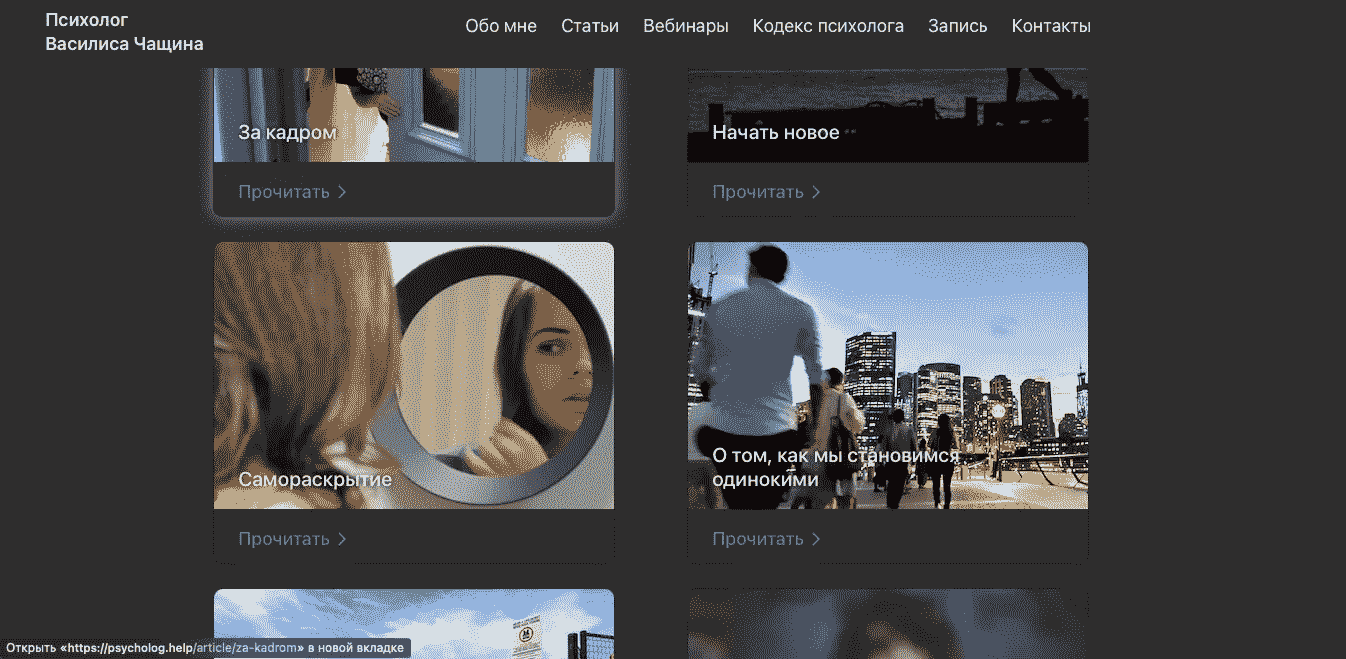 Психолог
Василиса Чащина
Обо мне Статьи Вебинары Кодекс психолога Запись Контакты
За кадром
Начать новое
Прочитать
Прочитать
Самораскрытие
О том, как мы становимся
одинокими
Прочитать
Прочитать
Открыть «https://psycholog.help/article/za-kadrom» в новой вкладке